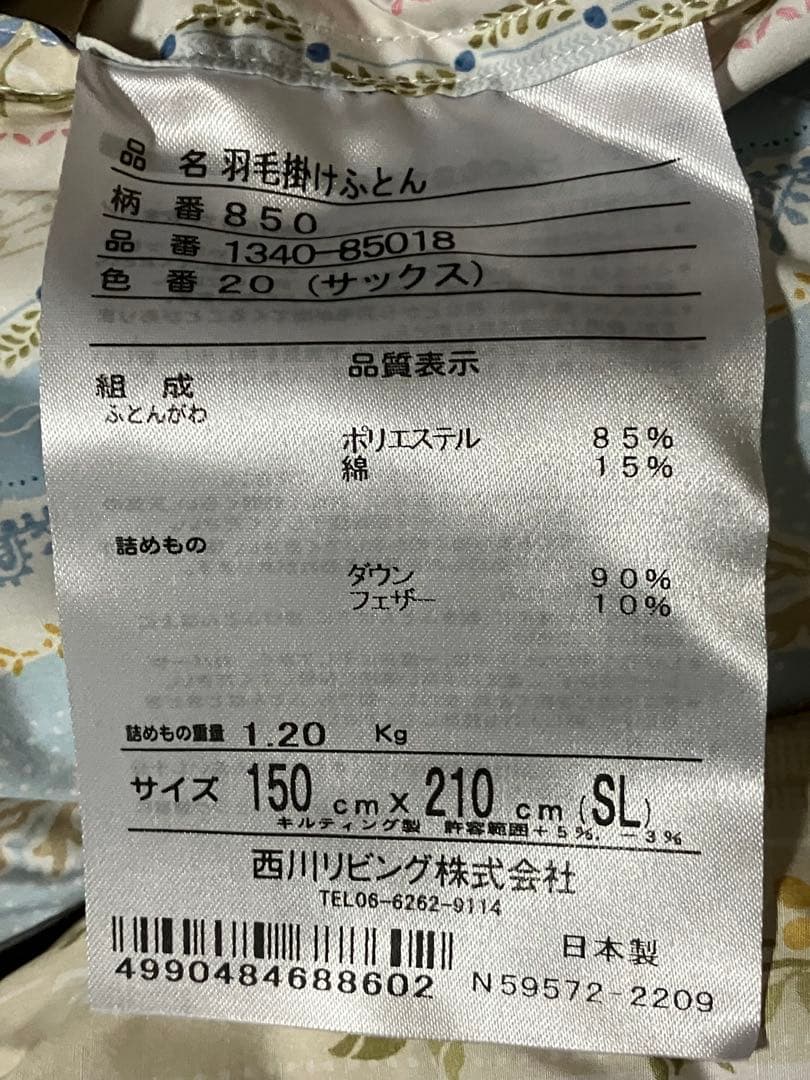 品 名 羽毛掛けふとん
柄 番 850
品 番 1340-85018
色 番 20 (サックス)
品質表示
組 成
ふとんがわ
ポリエステル 85%
綿 15%
詰めもの
ダウン 90%
フェザー 10%
詰めもの重量 1.20 Kg
サイズ 150 cm X 210 cm (SL)
キルティング製 許容範囲+5%. -3%
西川リビング株式会社
TEL06-6262-9114
日本製
4990484688602 N59572-2209